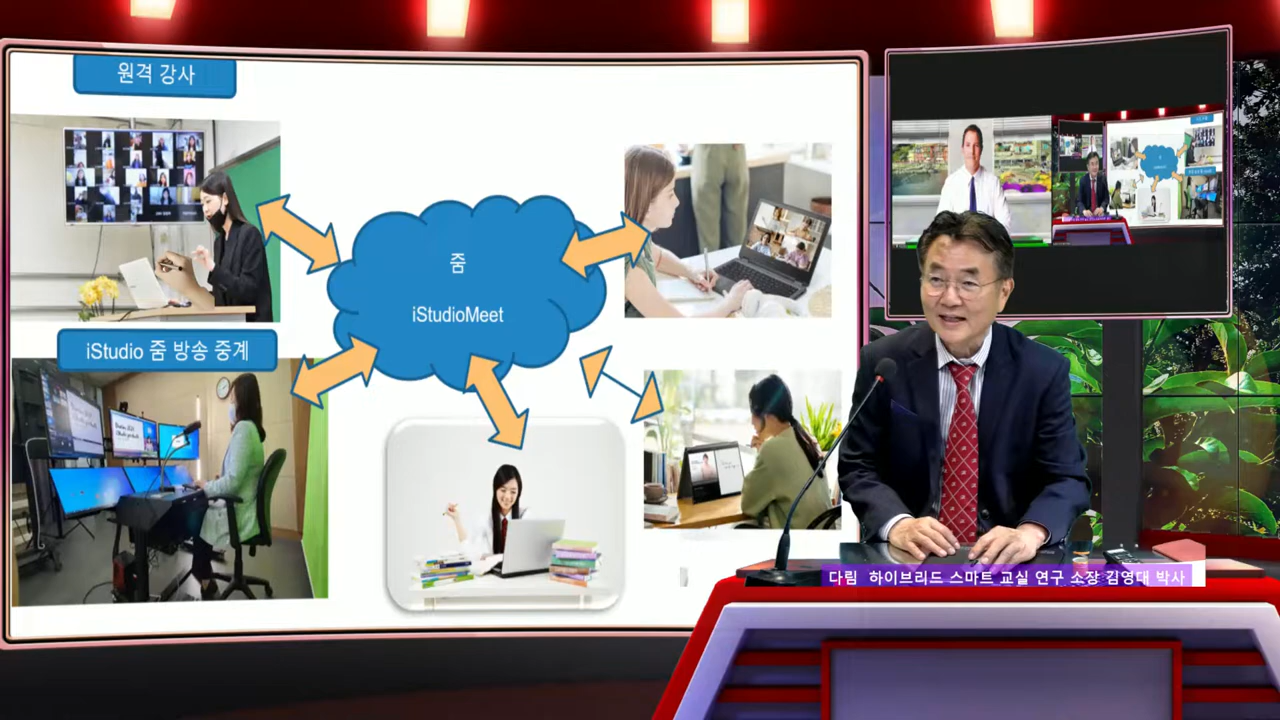 원격 강사
줌
iStudioMeet
iStudio 줌 방송 중계
다림 하이브리드 스마트 교실 연구 소장 김영대 박사